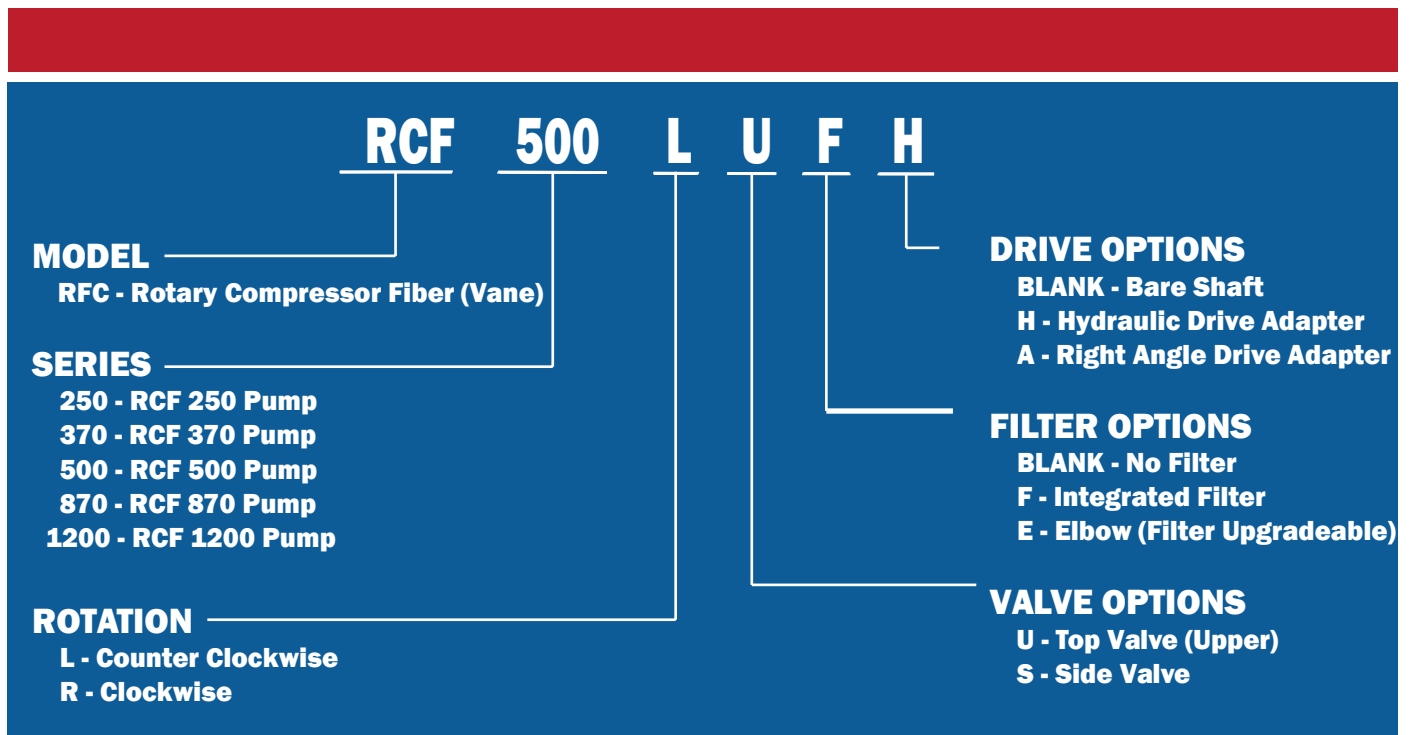 RCF 500 L U F H
MODEL
RFC - Rotary Compressor Fiber (Vane)
SERIES
250 - RCF 250 Pump
370 - RCF 370 Pump
500 - RCF 500 Pump
870 - RCF 870 Pump
1200 - RCF 1200 Pump
ROTATION
L - Counter Clockwise
R - Clockwise
DRIVE OPTIONS
BLANK - Bare Shaft
H - Hydraulic Drive Adapter
A - Right Angle Drive Adapter
FILTER OPTIONS
BLANK - No Filter
F - Integrated Filter
E - Elbow (Filter Upgradeable)
VALVE OPTIONS
U - Top Valve (Upper)
S - Side Valve